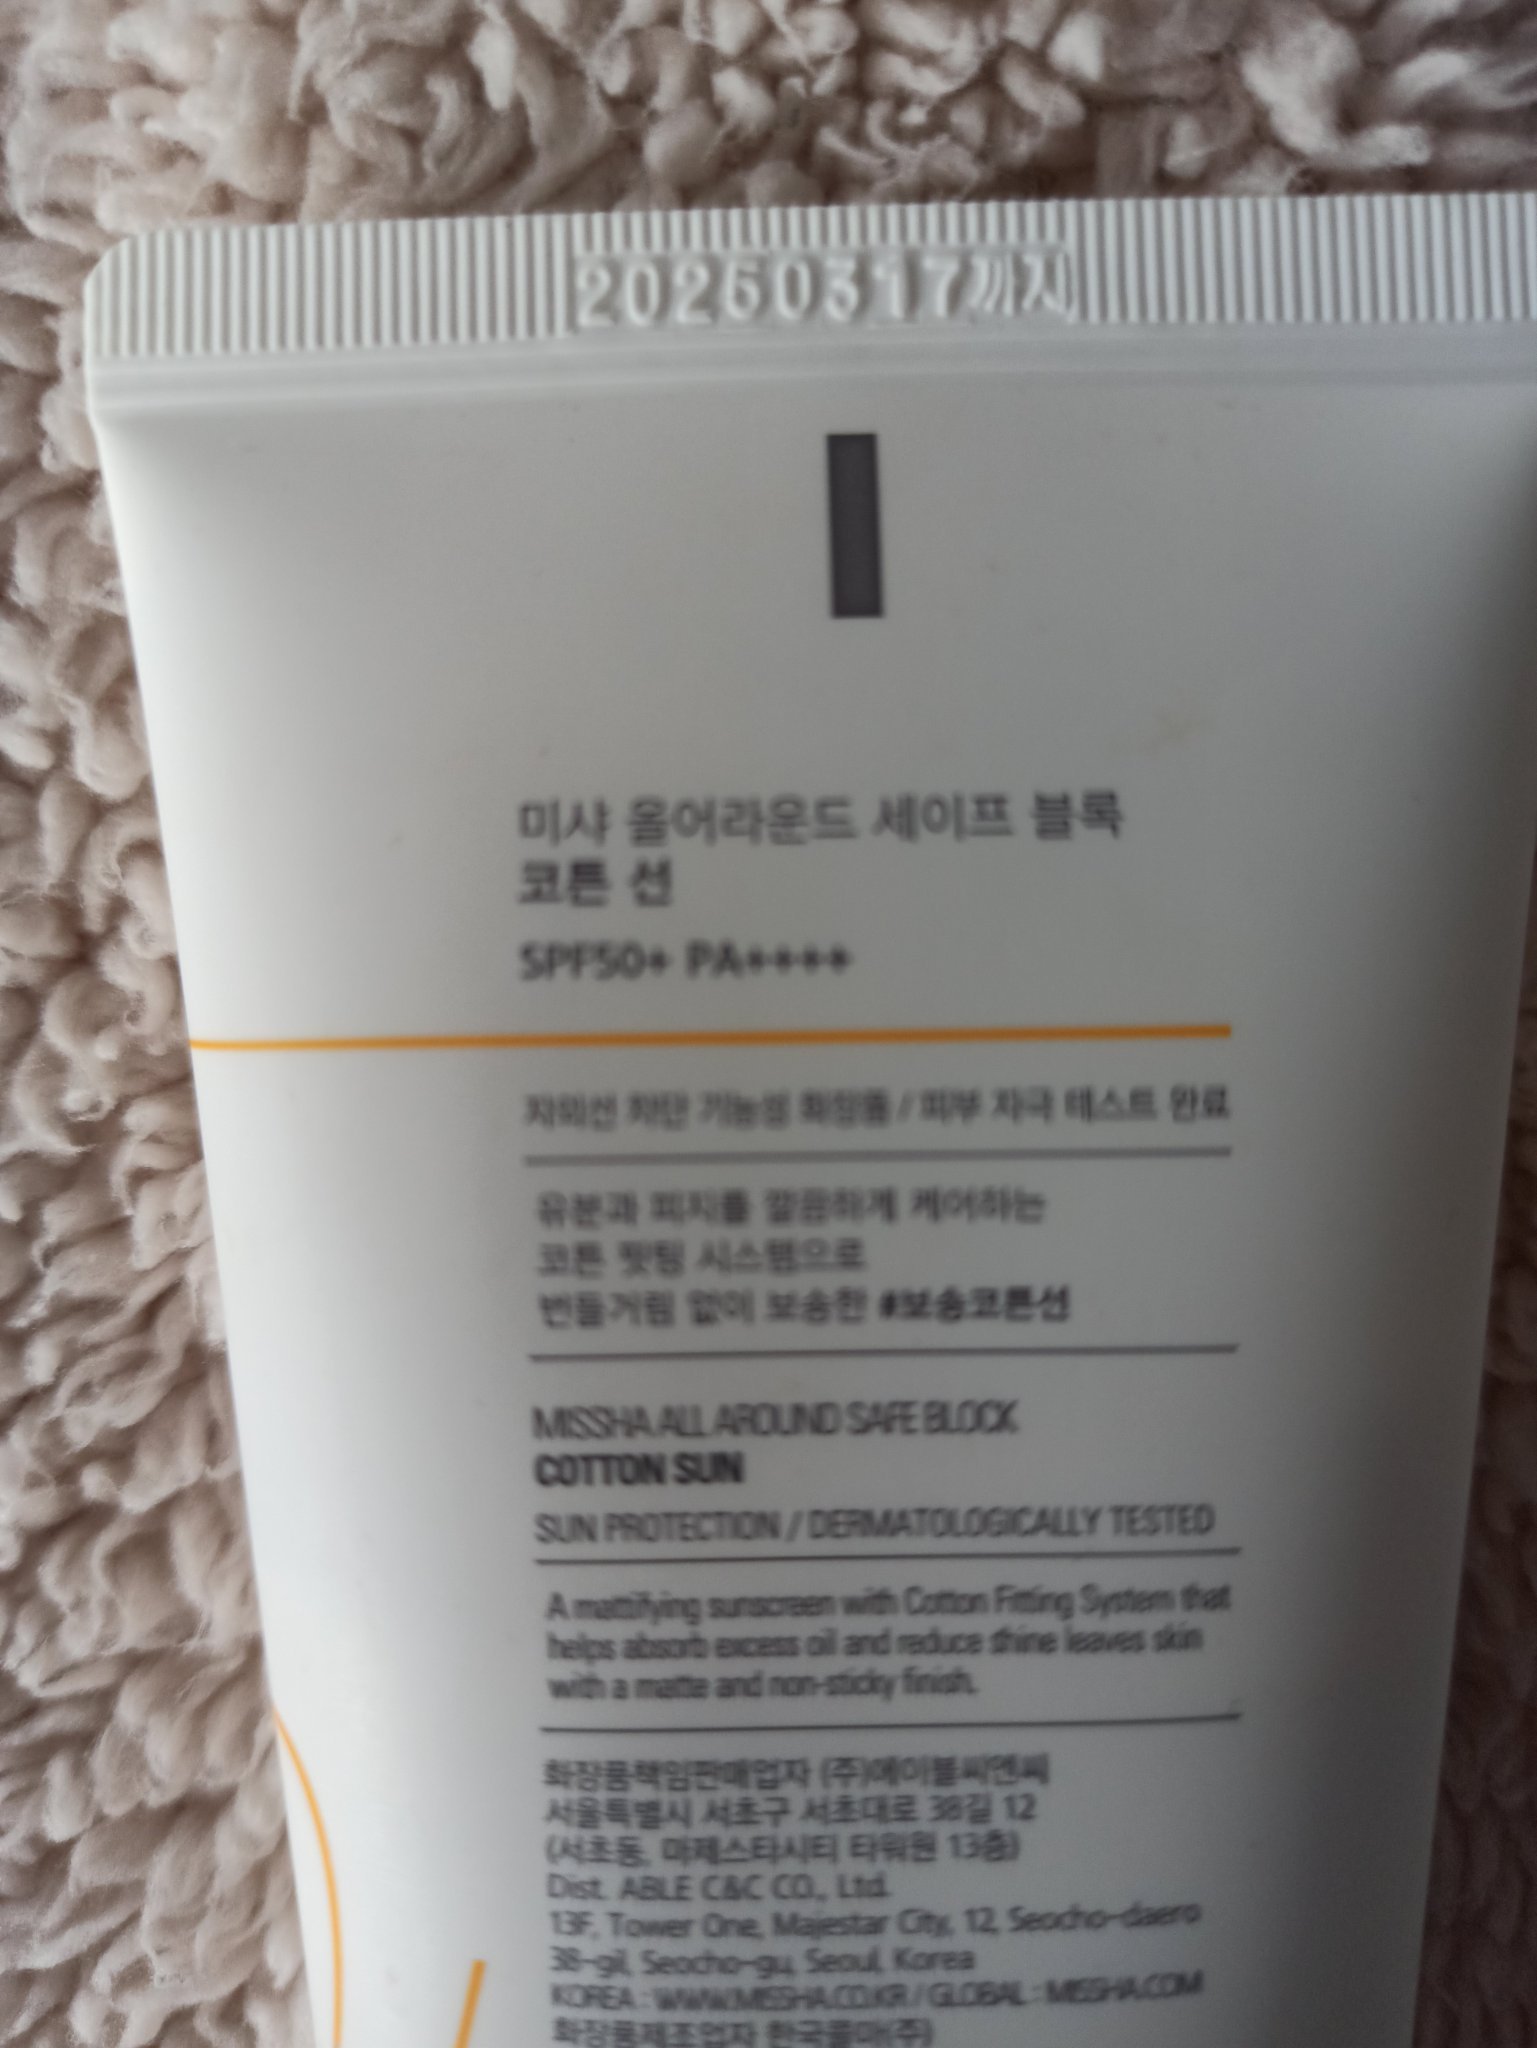 20250317까지
미샤 올어라운드 세이프 블록
코튼 선
SPF50+ PA++++
자외선 차단 기능성 화장품 / 피부 자극 테스트 완료
유분과 피지를 깔끔하게 케어하는
코튼 핏팅 시스템으로
번들거림 없이 보송한 #보송코튼선
MISSHA ALL AROUND SAFE BLOCK
COTTON SUN
SUN PROTECTION / DERMATOLOGICALLY TESTED
A mattifying sunscreen with Cotton Fitting System that
helps absorb excess oil and reduce shine leaves skin
with a matte and non-sticky finish.
화장품책임판매업자 (주)에이블씨엔씨
서울특별시 서초구 서초대로 38길 12
(서초동, 마제스타시티 타워원 13층)
Dist. ABLE C&C CO., Ltd.
13F, Tower One, Majestar City, 12, Seocho-daero
38-gil, Seocho-gu, Seoul, Korea
KOREA : WWW.MISSHA.CO.KR / GLOBAL : MISSHA.COM
화장품제조업자 한국콜마(주)